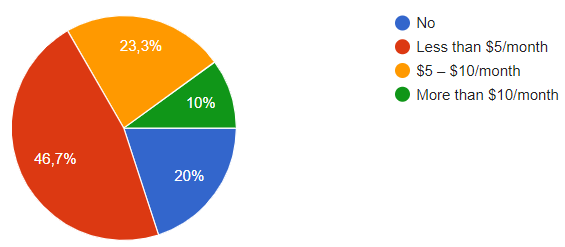 No
Less than $5/month
$5 – $10/month
More than $10/month
23,3%
10%
46,7%
20%